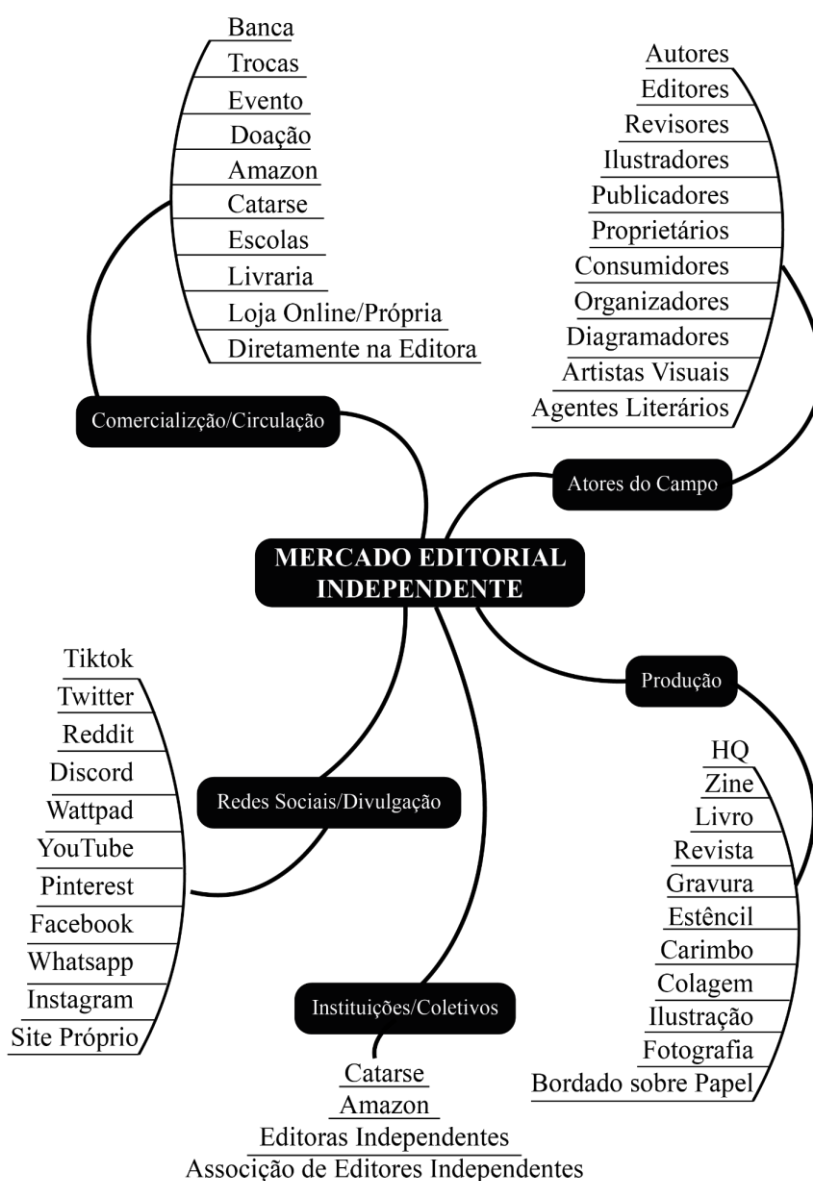 Banca
Trocas
Evento
Doação
Amazon
Catarse
Escolas
Livraria
Loja Online/Própria
Diretamente na Editora
Comercializção/Circulação
Autores
Editores
Revisores
Ilustradores
Publicadores
Proprietários
Consumidores
Organizadores
Diagramadores
Artistas Visuais
Agentes Literários
Atores do Campo
MERCADO EDITORIAL
INDEPENDENTE
Tiktok
Twitter
Reddit
Discord
Wattpad
YouTube
Pinterest
Facebook
Whatsapp
Instagram
Site Próprio
Redes Sociais/Divulgação
Produção
HQ
Zine
Livro
Revista
Gravura
Estêncil
Carimbo
Colagem
Ilustração
Fotografia
Bordado sobre Papel
Instituições/Coletivos
Catarse
Amazon
Editoras Independentes
Associção de Editores Independentes